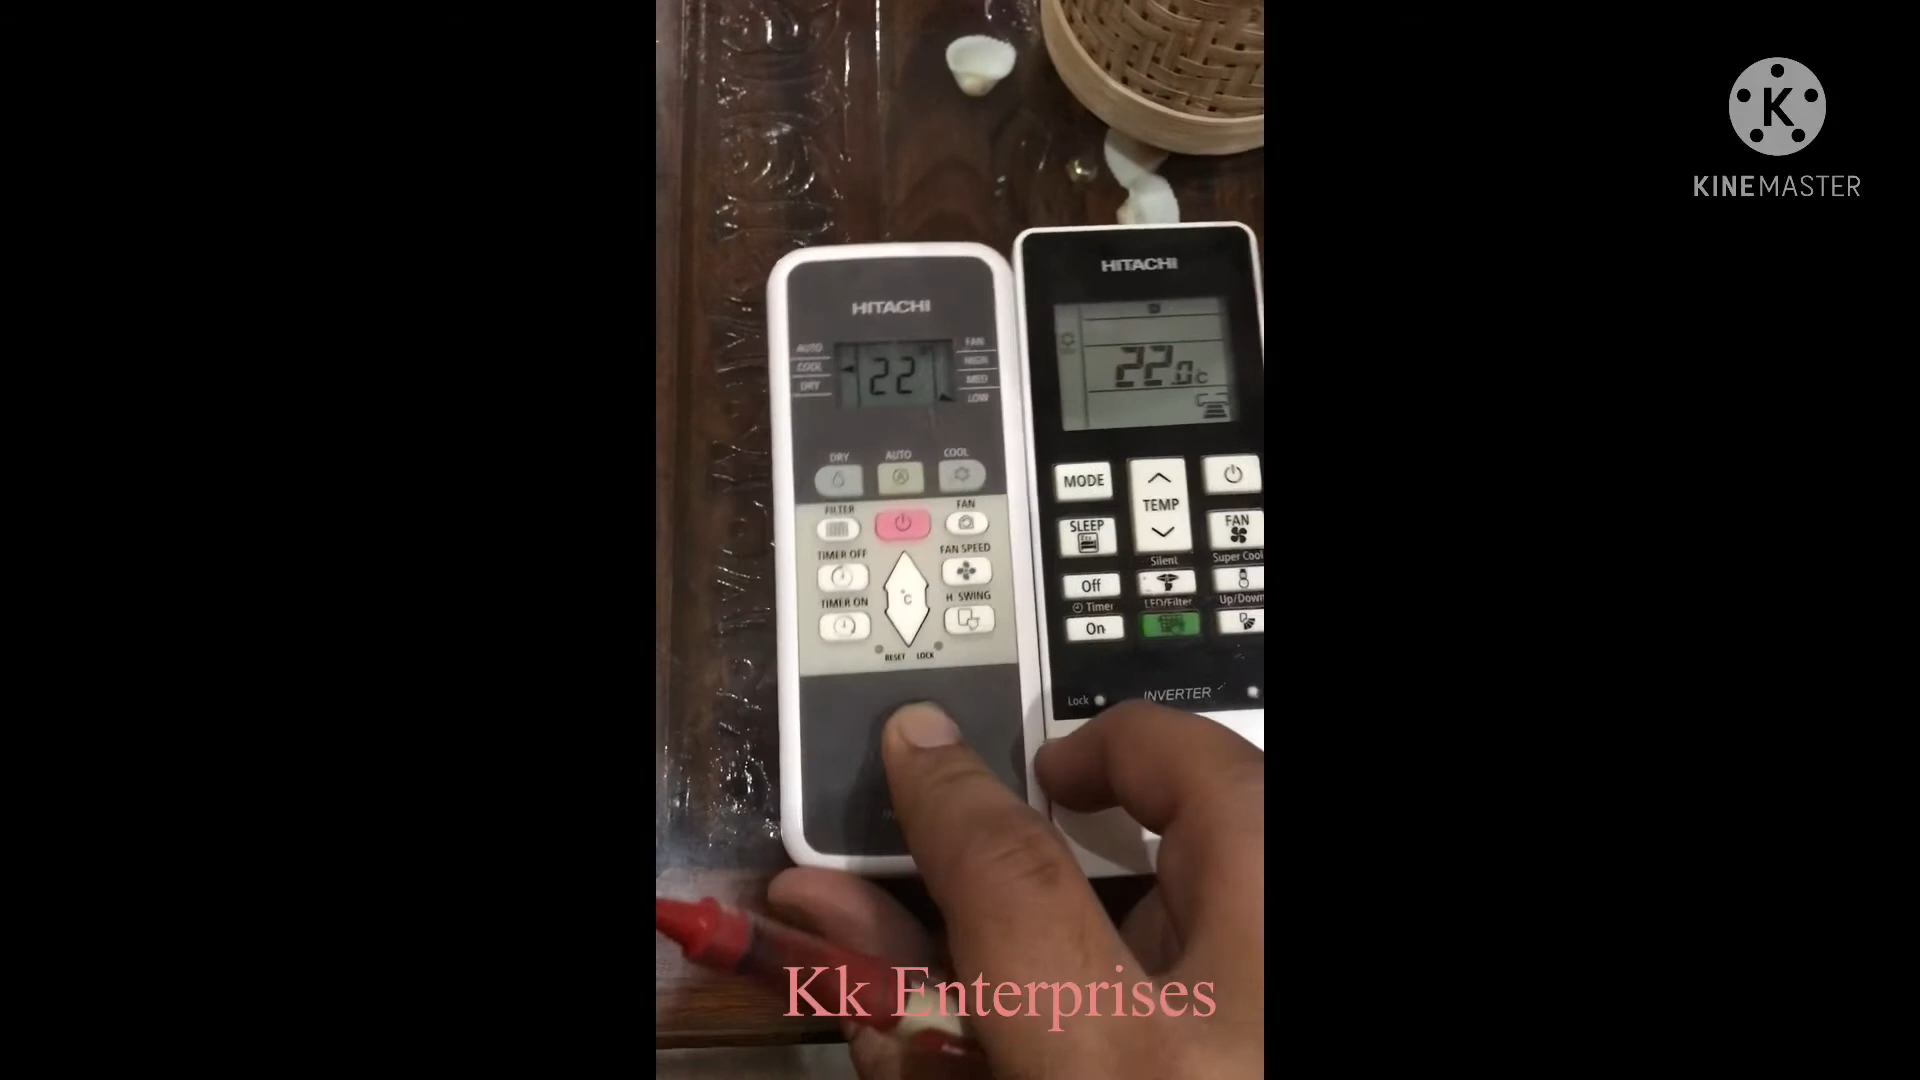 KINEMASTER
HITACHI
AUTO
COOL
DRY
22
FAN
HIGH
MED
LOW
DRY AUTO COOL
FILTER FAN
TIMER OFF FAN SPEED
°C
TIMER ON H. SWING
RESET LOCK
HITACHI
22.0°C
MODE
TEMP
SLEEP FAN
Silent Super Cool
Off
Timer LED/Filter Up/Down
On
Lock INVERTER
Kk Enterprises